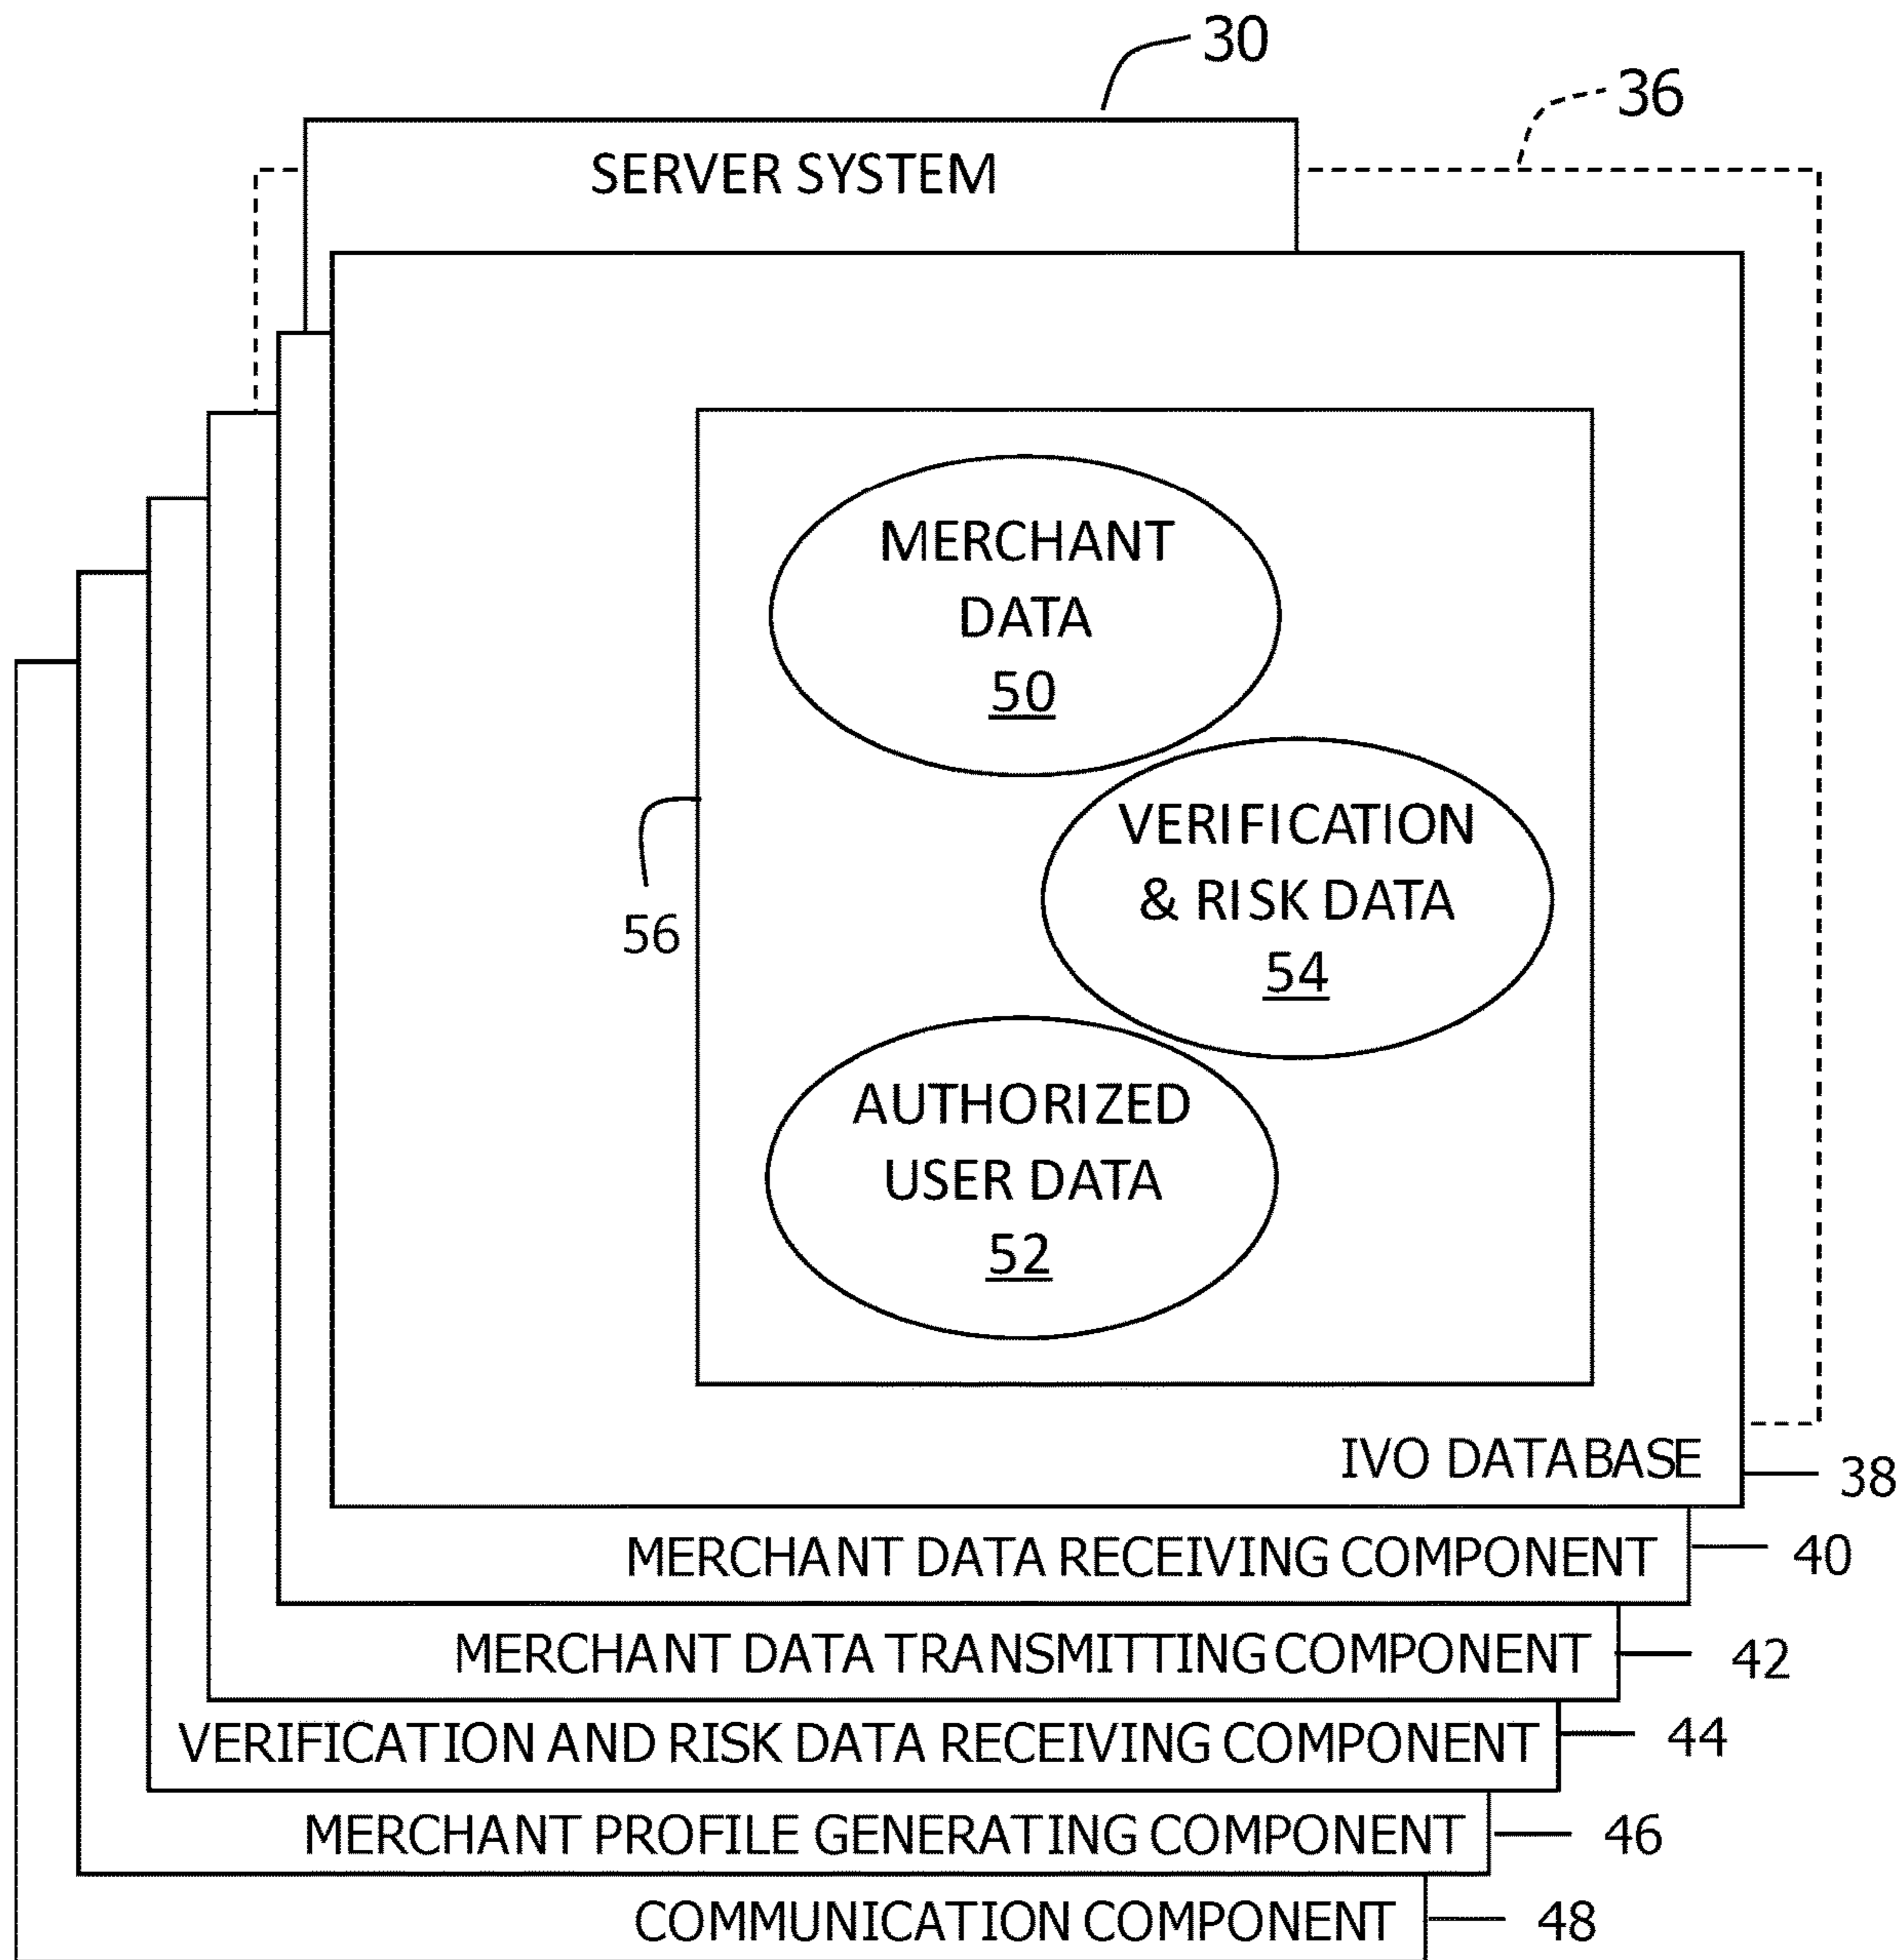 30
36
SERVER SYSTEM
MERCHANT
DATA
50
VERIFICATION
& RISK DATA
54
56
AUTHORIZED
USER DATA
52
IVO DATABASE
38
MERCHANT DATA RECEIVING COMPONENT
40
MERCHANT DATA TRANSMITTING COMPONENT
42
VERIFICATION AND RISK DATA RECEIVING COMPONENT
44
MERCHANT PROFILE GENERATING COMPONENT
46
COMMUNICATION COMPONENT
48